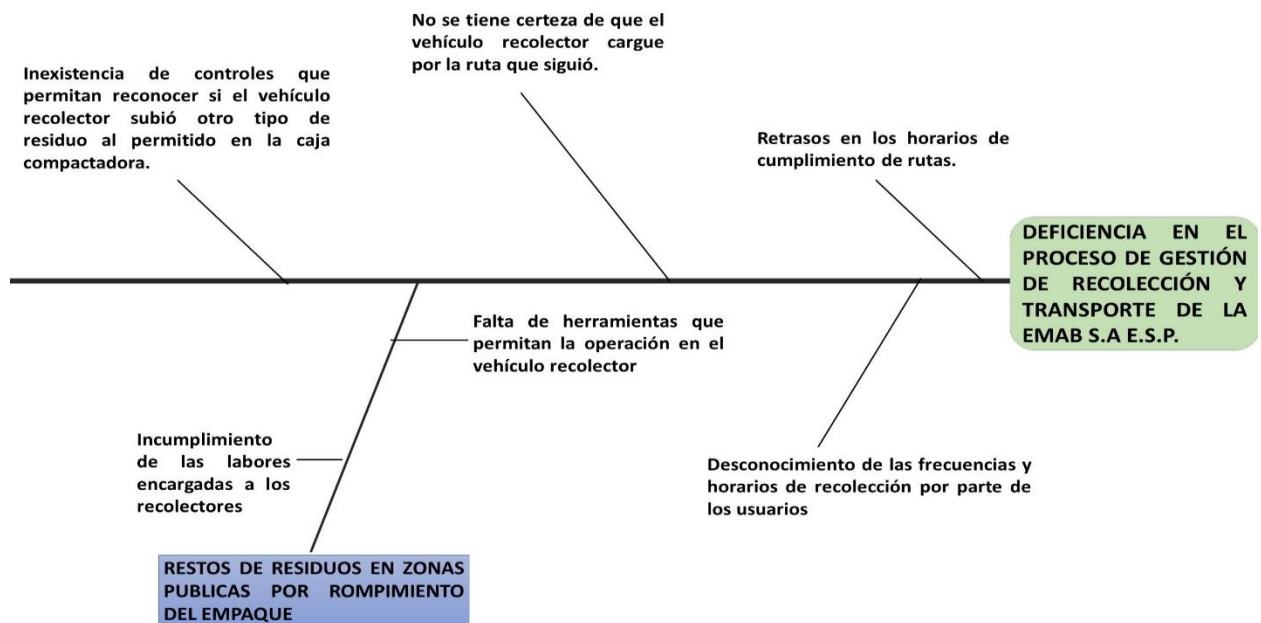 No se tiene certeza de que el
vehículo recolector cargue
por la ruta que siguió.
Inexistencia de controles que
permitan reconocer si el vehículo
recolector subió otro tipo de
residuo al permitido en la caja
compactadora.
Retrasos en los horarios de
cumplimiento de rutas.
DEFICIENCIA EN EL
PROCESO DE GESTIÓN
DE RECOLECCIÓN Y
TRANSPORTE DE LA
EMAB S.A E.S.P.
Falta de herramientas que
permitan la operación en el
vehículo recolector
Incumplimiento
de las labores
encargadas a los
recolectores
Desconocimiento de las frecuencias y
horarios de recolección por parte de
los usuarios
RESTOS DE RESIDUOS EN ZONAS
PUBLICAS POR ROMPIMIENTO
DEL EMPAQUE